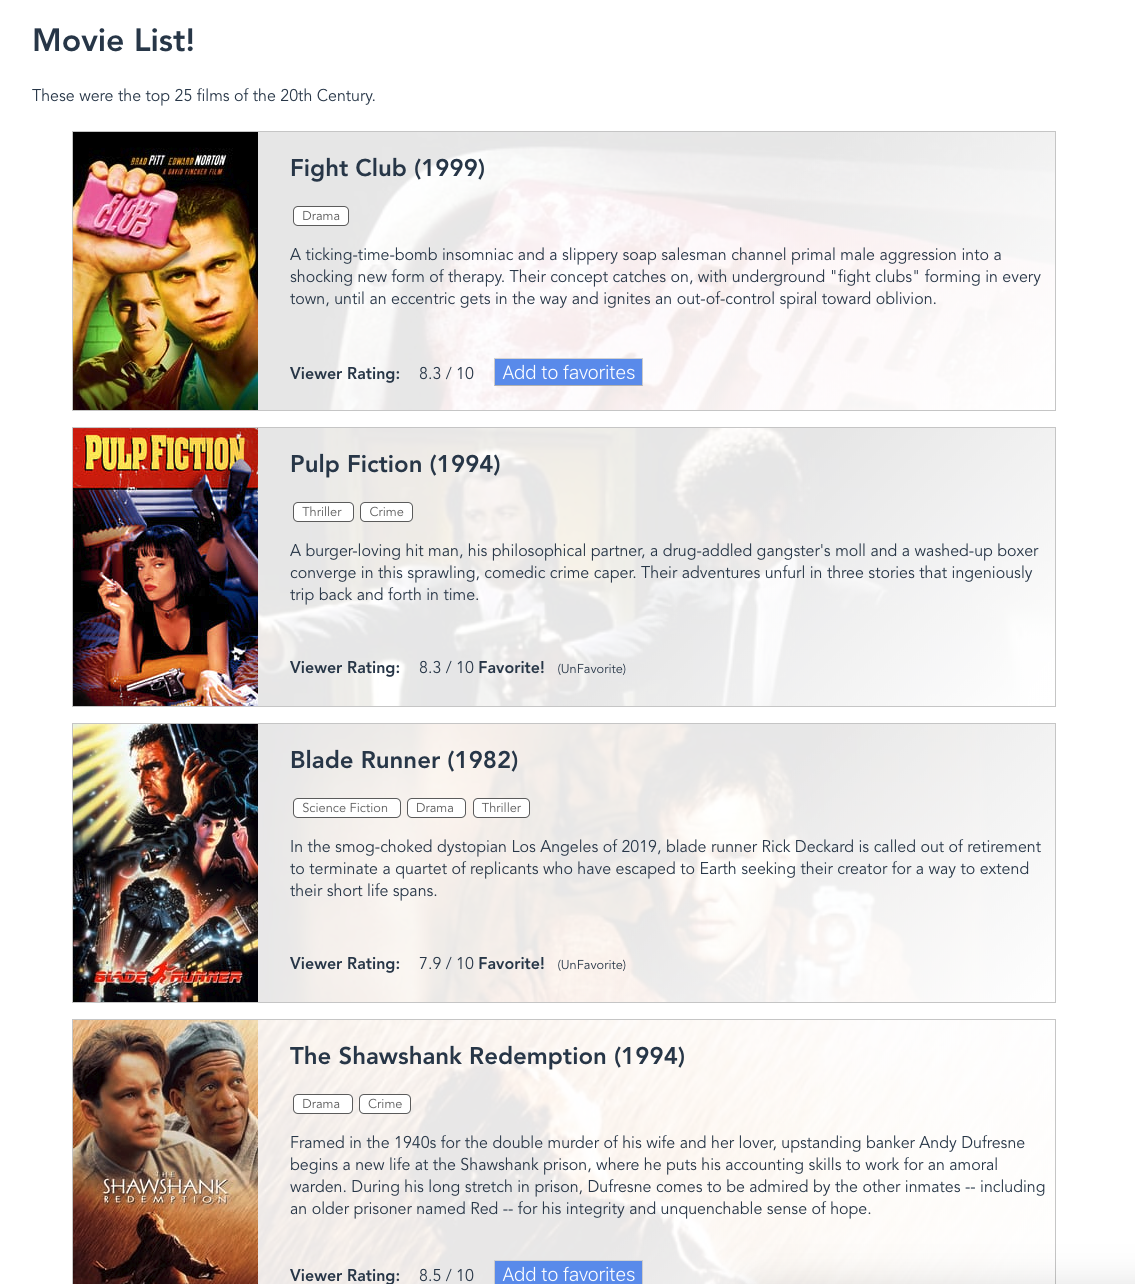 Movie List!
These were the top 25 films of the 20th Century.
BRAD PITT EDWARD NORTON
A DAVID FINCHER FILM
FIGHT
CLUB
Fight Club (1999)
Drama
A ticking-time-bomb insomniac and a slippery soap salesman channel primal male aggression into a
shocking new form of therapy. Their concept catches on, with underground "fight clubs" forming in every
town, until an eccentric gets in the way and ignites an out-of-control spiral toward oblivion.
Viewer Rating: 8.3 / 10 Add to favorites
PULP FICTION
Pulp Fiction (1994)
Thriller Crime
A burger-loving hit man, his philosophical partner, a drug-addled gangster's moll and a washed-up boxer
converge in this sprawling, comedic crime caper. Their adventures unfurl in three stories that ingeniously
trip back and forth in time.
Viewer Rating: 8.3 / 10 Favorite! (UnFavorite)
BLADE RUNNER
Blade Runner (1982)
Science Fiction Drama Thriller
In the smog-choked dystopian Los Angeles of 2019, blade runner Rick Deckard is called out of retirement
to terminate a quartet of replicants who have escaped to Earth seeking their creator for a way to extend
their short life spans.
Viewer Rating: 7.9 / 10 Favorite! (UnFavorite)
THE
SHAWSHANK
REDEMPTION
The Shawshank Redemption (1994)
Drama Crime
Framed in the 1940s for the double murder of his wife and her lover, upstanding banker Andy Dufresne
begins a new life at the Shawshank prison, where he puts his accounting skills to work for an amoral
warden. During his long stretch in prison, Dufresne comes to be admired by the other inmates -- including
an older prisoner named Red -- for his integrity and unquenchable sense of hope.
Viewer Rating: 8.5 / 10 Add to favorites